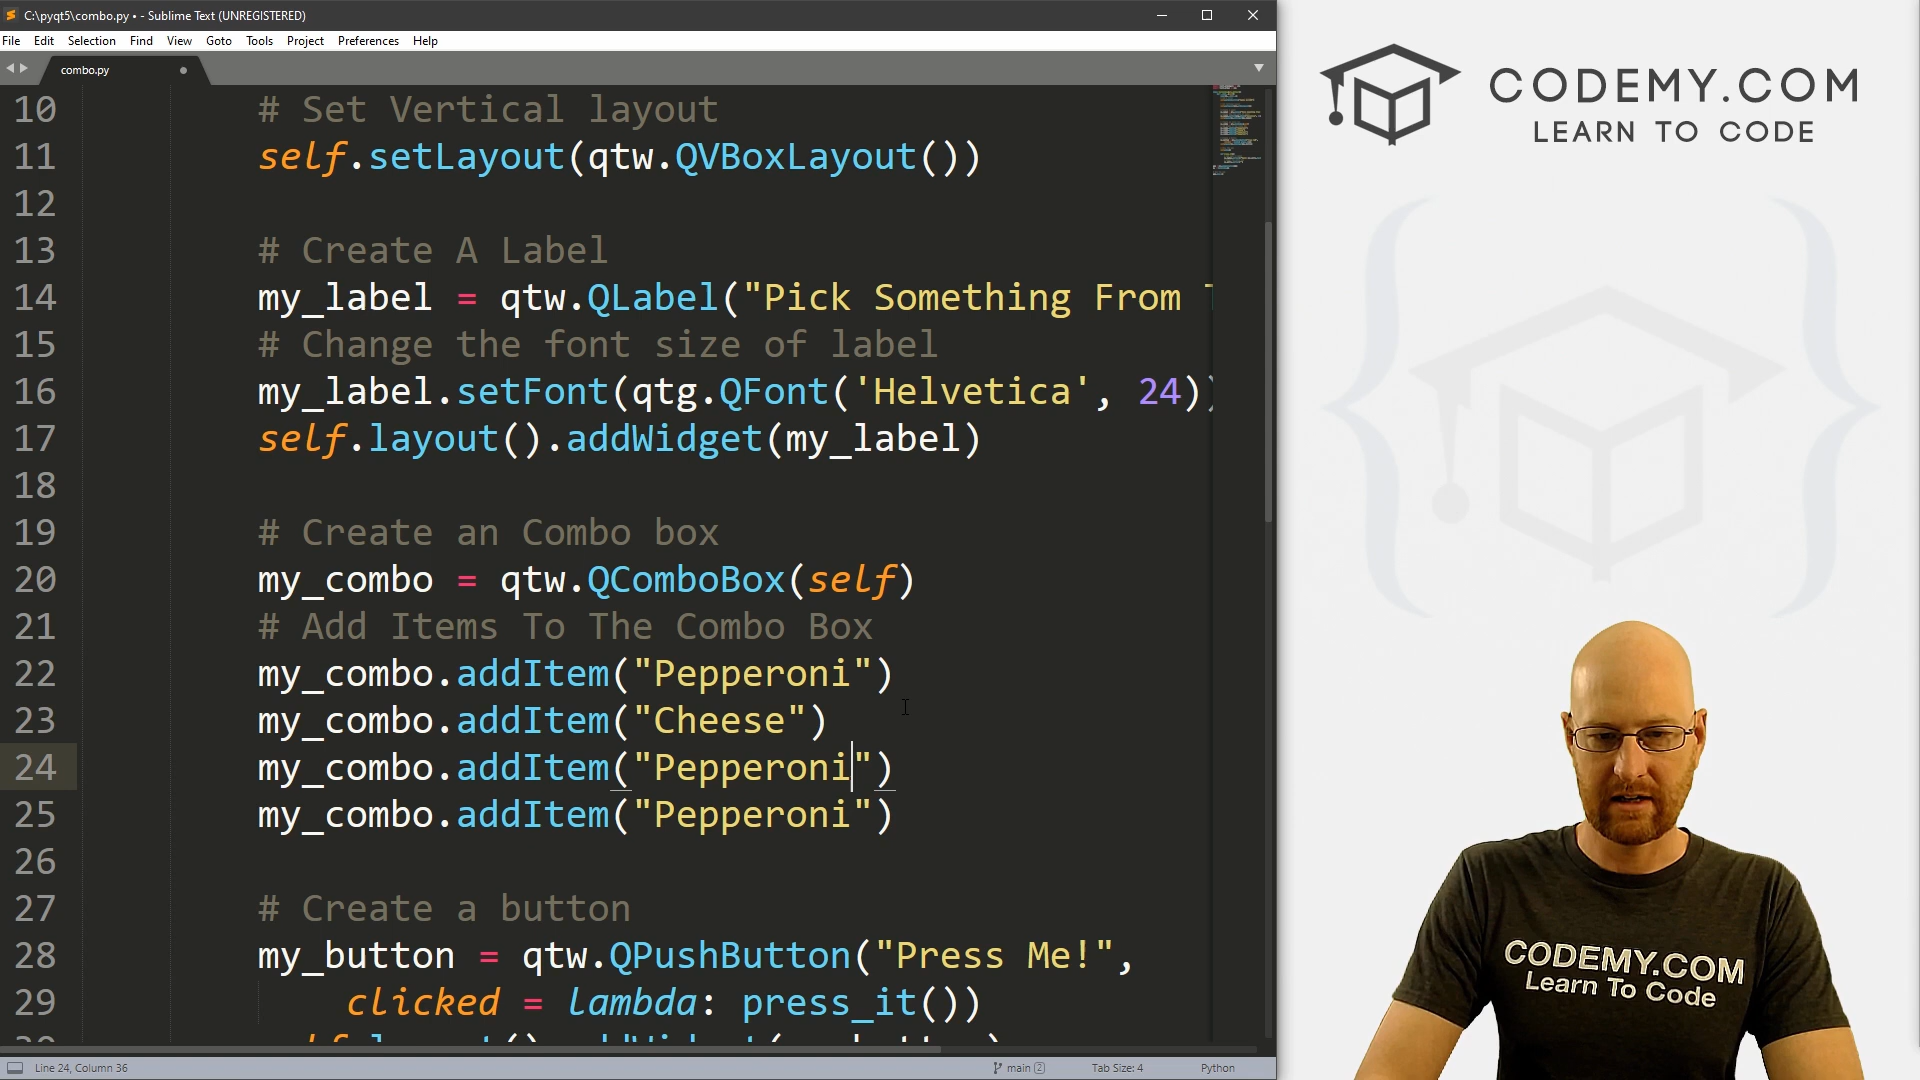 C:\pyqt5\combo.py • - Sublime Text (UNREGISTERED)
File Edit Selection Find View Goto Tools Project Preferences Help
combo.py
10 # Set Vertical layout
11 self.setLayout(qtw.QVBoxLayout())
12
13 # Create A Label
14 my_label = qtw.QLabel("Pick Something From
15 # Change the font size of label
16 my_label.setFont(qtg.QFont('Helvetica', 24))
17 self.layout().addWidget(my_label)
18
19 # Create an Combo box
20 my_combo = qtw.QComboBox(self)
21 # Add Items To The Combo Box
22 my_combo.addItem("Pepperoni")
23 my_combo.addItem("Cheese")
24 my_combo.addItem("Pepperoni")
25 my_combo.addItem("Pepperoni")
26
27 # Create a button
28 my_button = qtw.QPushButton("Press Me!",
29 clicked = lambda: press_it())
Line 24, Column 36
main 2
Tab Size: 4
Python
CODEMY.COM
LEARN TO CODE
CODEMY.COM
Learn To Code